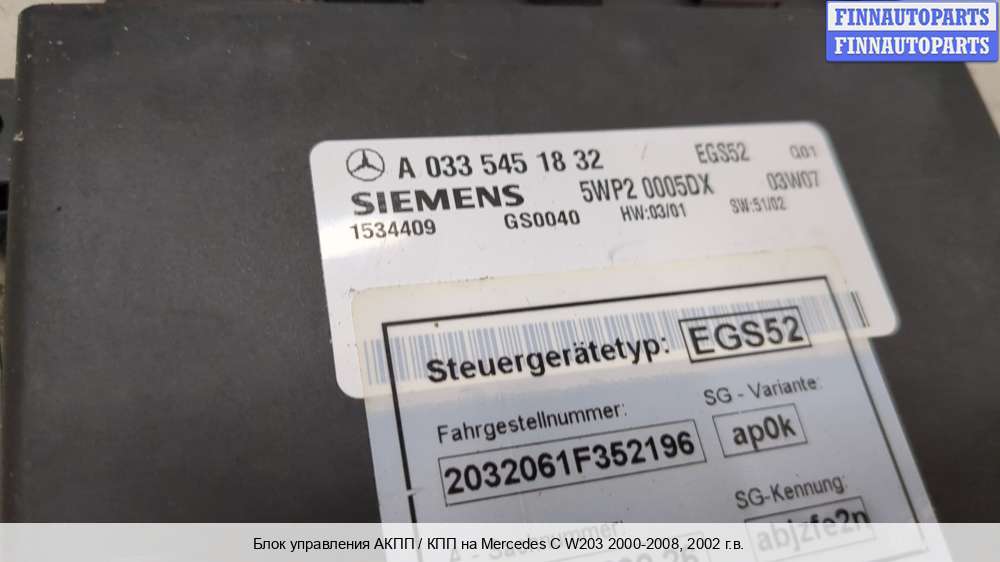 FINNAUTOPARTS
FINNAUTOPARTS
A 033 545 18 32 EGS52 Q01
SIEMENS 5WP2 0005DX 03W07
1534409 GS0040 HW:03/01 SW:51/02
Steuergerätetyp: EGS52
Fahrgestellnummer: SG - Variante:
2032061F352196 ap0k
SG-Kennung:
abjzfe2n
Блок управления АКПП / КПП на Mercedes C W203 2000-2008, 2002 г.в.